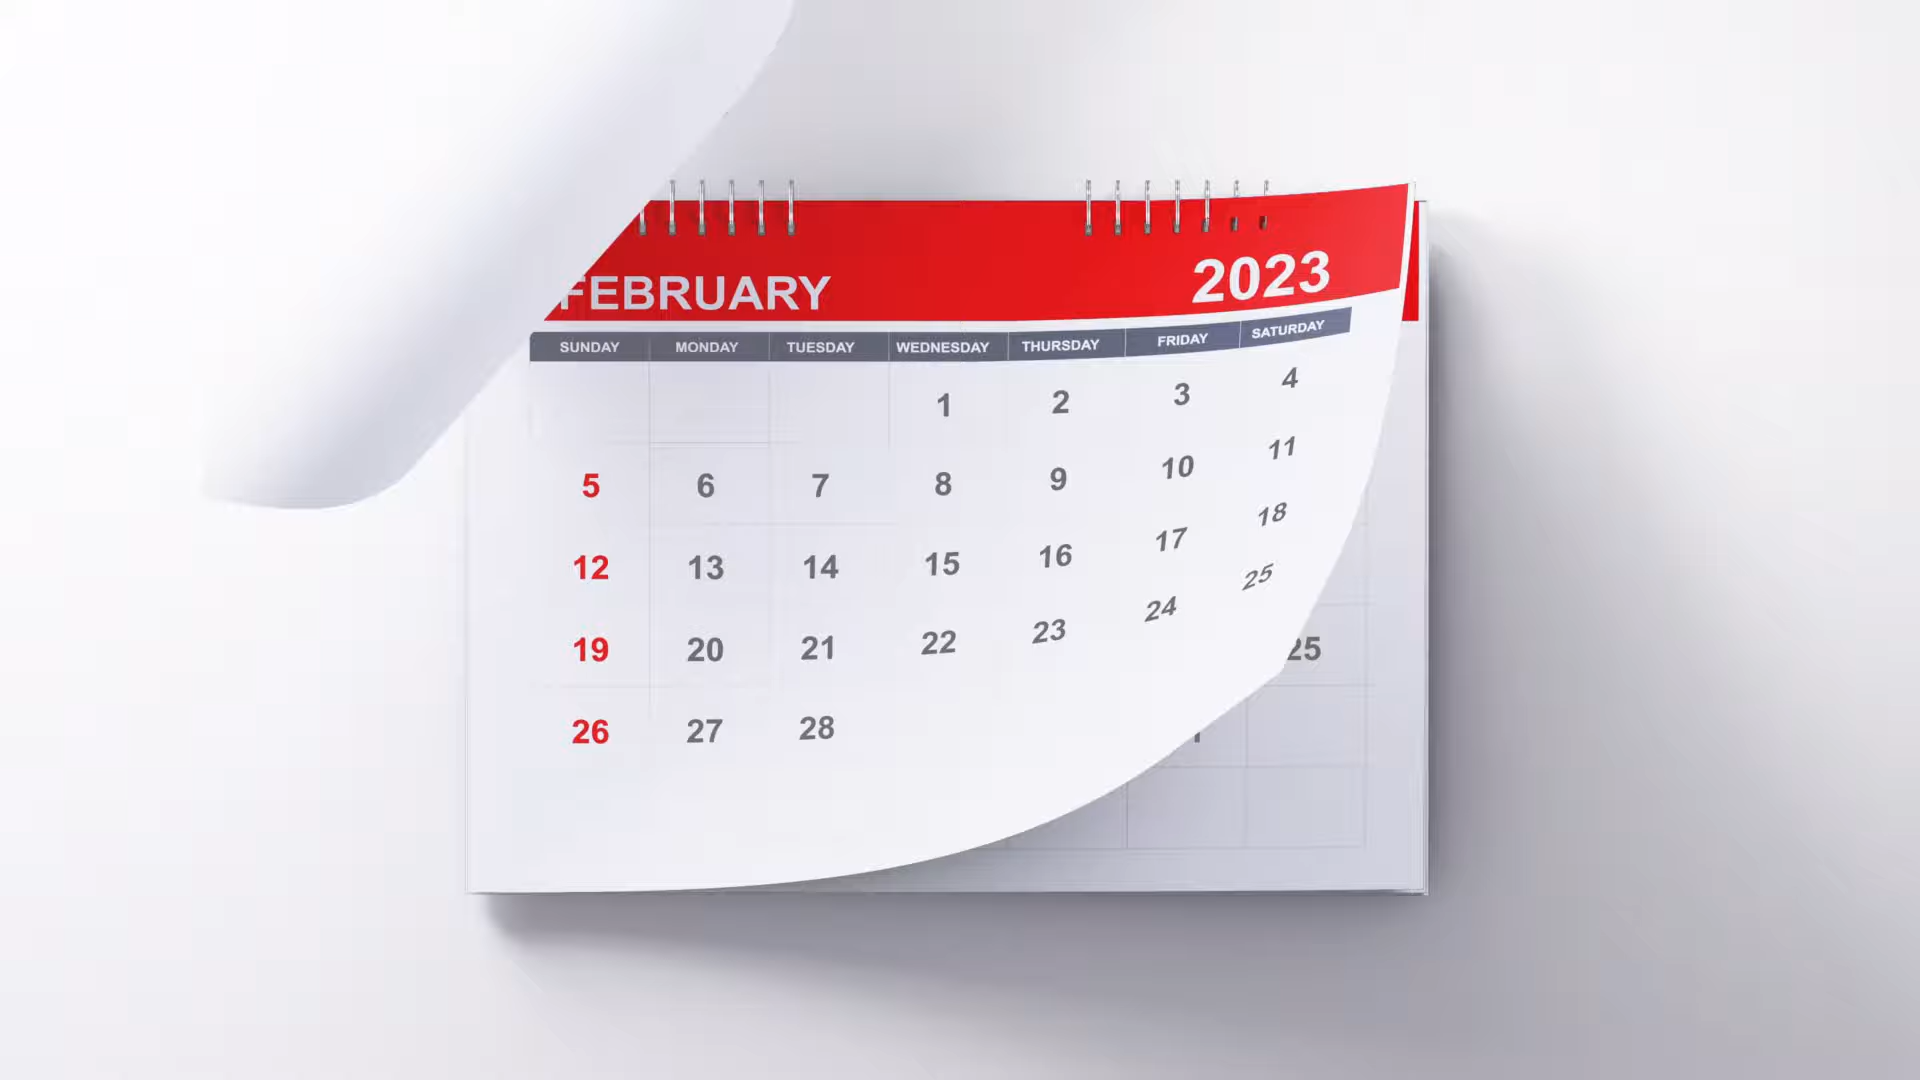 FEBRUARY 2023
SUNDAY MONDAY TUESDAY WEDNESDAY THURSDAY FRIDAY SATURDAY
1 2 3 4
5 6 7 8 9 10 11
12 13 14 15 16 17 18
19 20 21 22 23 24 25
25
26 27 28